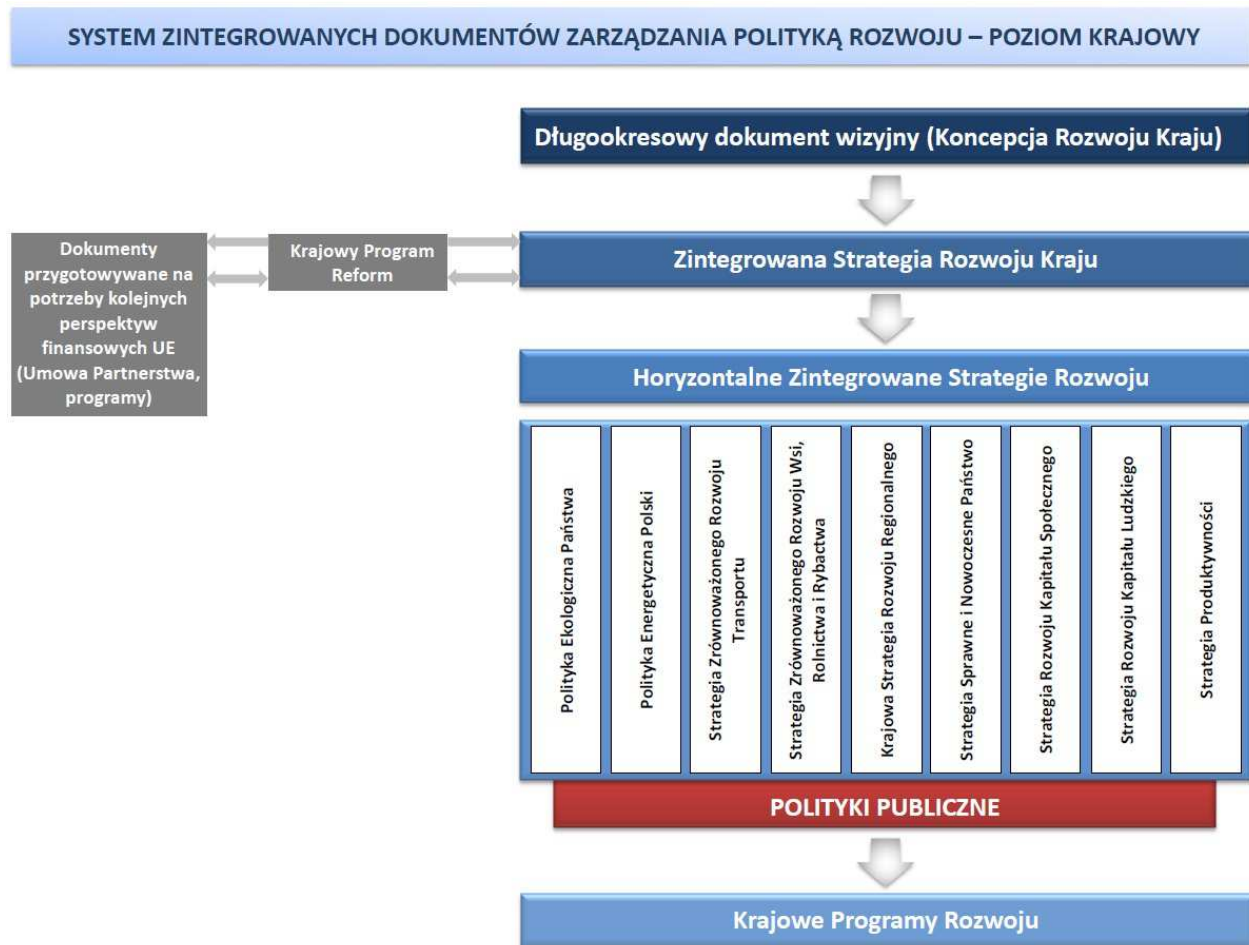 SYSTEM ZINTEGROWANYCH DOKUMENTÓW ZARZĄDZANIA POLITYKĄ ROZWOJU – POZIOM KRAJOWY
Długookresowy dokument wizyjny (Koncepcja Rozwoju Kraju)
Dokumenty
przygotowywane na
potrzeby kolejnych
perspektyw
finansowych UE
(Umowa Partnerstwa,
programy)
Krajowy Program
Reform
Zintegrowana Strategia Rozwoju Kraju
Horyzontalne Zintegrowane Strategie Rozwoju
Polityka Ekologiczna Państwa
Polityka Energetyczna Polski
Strategia Zrównoważonego Rozwoju
Transportu
Strategia Zrównoważonego Rozwoju Wsi,
Rolnictwa i Rybactwa
Krajowa Strategia Rozwoju Regionalnego
Strategia Sprawne i Nowoczesne Państwo
Strategia Rozwoju Kapitału Społecznego
Strategia Rozwoju Kapitału Ludzkiego
Strategia Produktywności
POLITYKI PUBLICZNE
Krajowe Programy Rozwoju